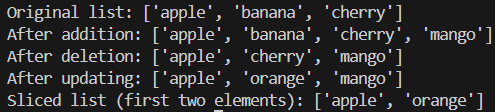 Original list: ['apple', 'banana', 'cherry']
After addition: ['apple', 'banana', 'cherry', 'mango']
After deletion: ['apple', 'cherry', 'mango']
After updating: ['apple', 'orange', 'mango']
Sliced list (first two elements): ['apple', 'orange']